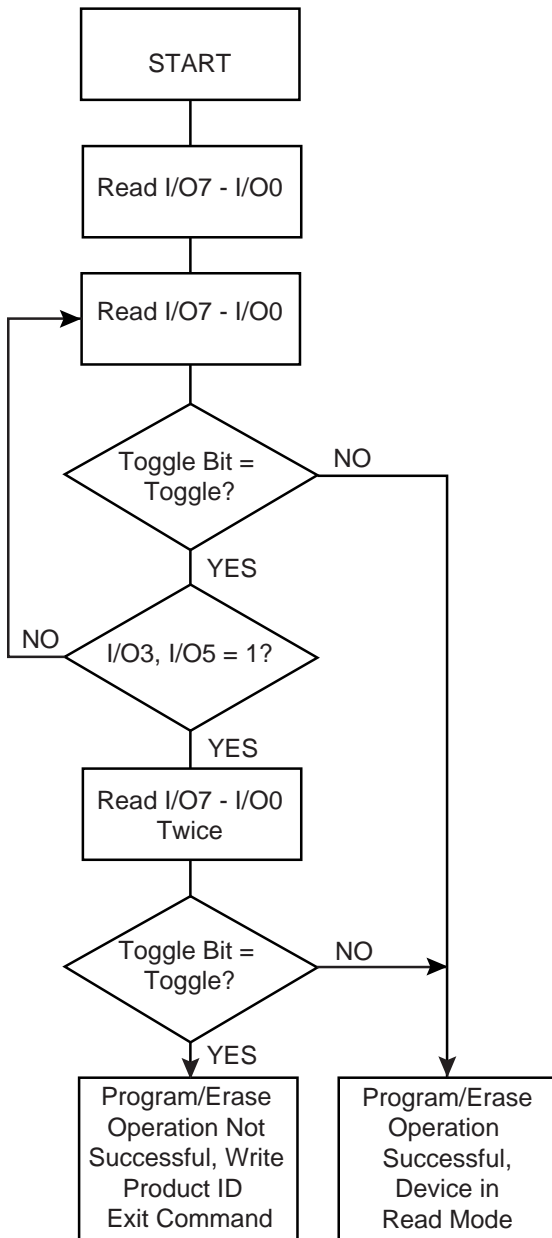 START
Read I/O7 - I/O0
Read I/O7 - I/O0
Toggle Bit =
Toggle?
NO
YES
NO
I/O3, I/O5 = 1?
YES
Read I/O7 - I/O0
Twice
Toggle Bit =
Toggle?
NO
YES
Program/Erase
Operation Not
Successful, Write
Product ID
Exit Command
Program/Erase
Operation
Successful,
Device in
Read Mode